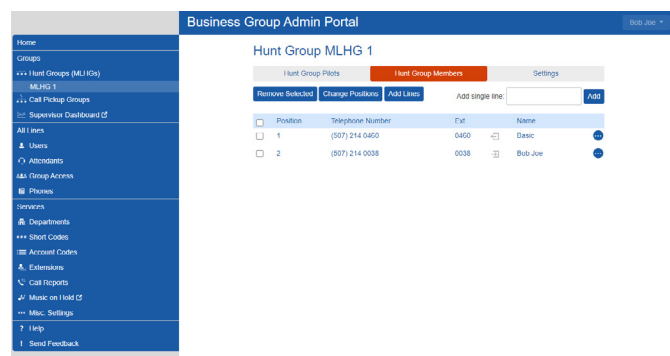 Business Group Admin Portal
Bob Joe
Home
Groups
Hunt Groups (MLHGs)
MLHG 1
Call Pickup Groups
Supervisor Dashboard
All Lines
Users
Attendants
Group Access
Phones
Services
Departments
Short Codes
Account Codes
Extensions
Call Reports
Music on Hold
Misc. Settings
? Help
! Send Feedback
Hunt Group MLHG 1
Hunt Group Pilots Hunt Group Members Settings
Remove Selected Change Positions Add Lines Add single line: Add
Position Telephone Number Ext Name
1 (507) 214 0460 0460 Basic
2 (507) 214 0038 0038 Bob Joe